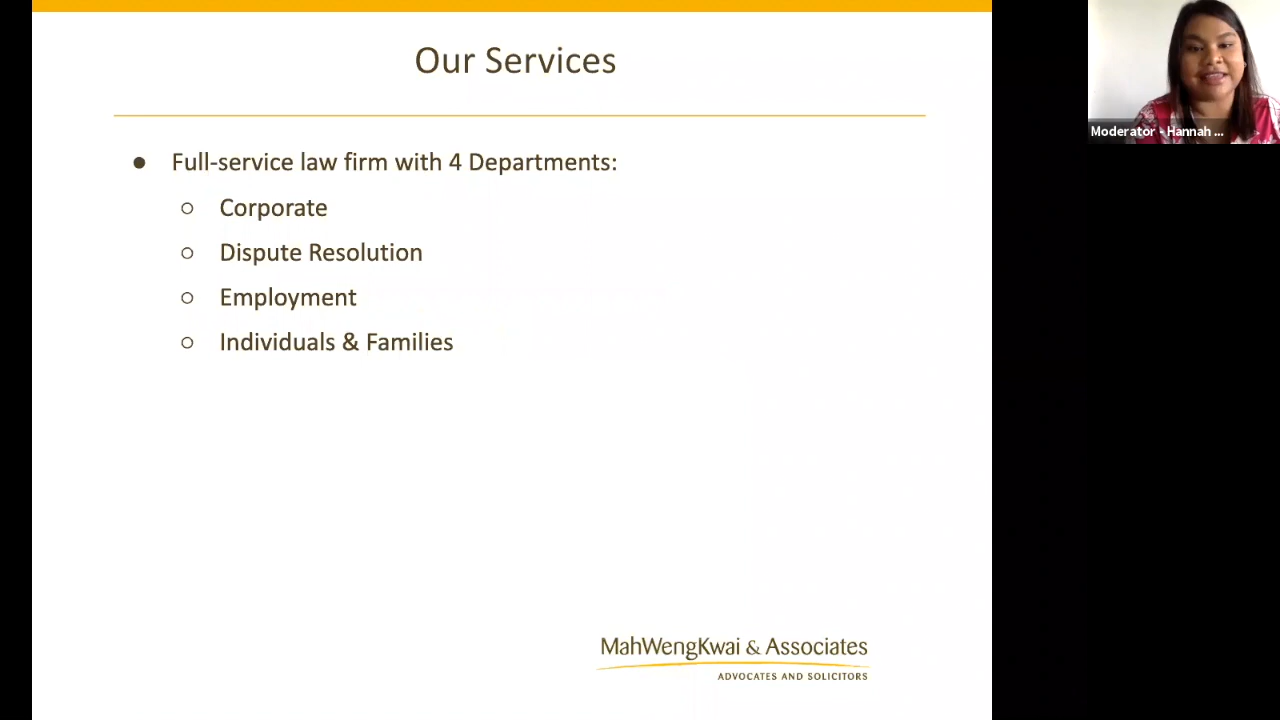 Our Services
● Full-service law firm with 4 Departments:
○ Corporate
○ Dispute Resolution
○ Employment
○ Individuals & Families
MahWengKwai & Associates
ADVOCATES AND SOLICITORS
Moderator - Hannah ...